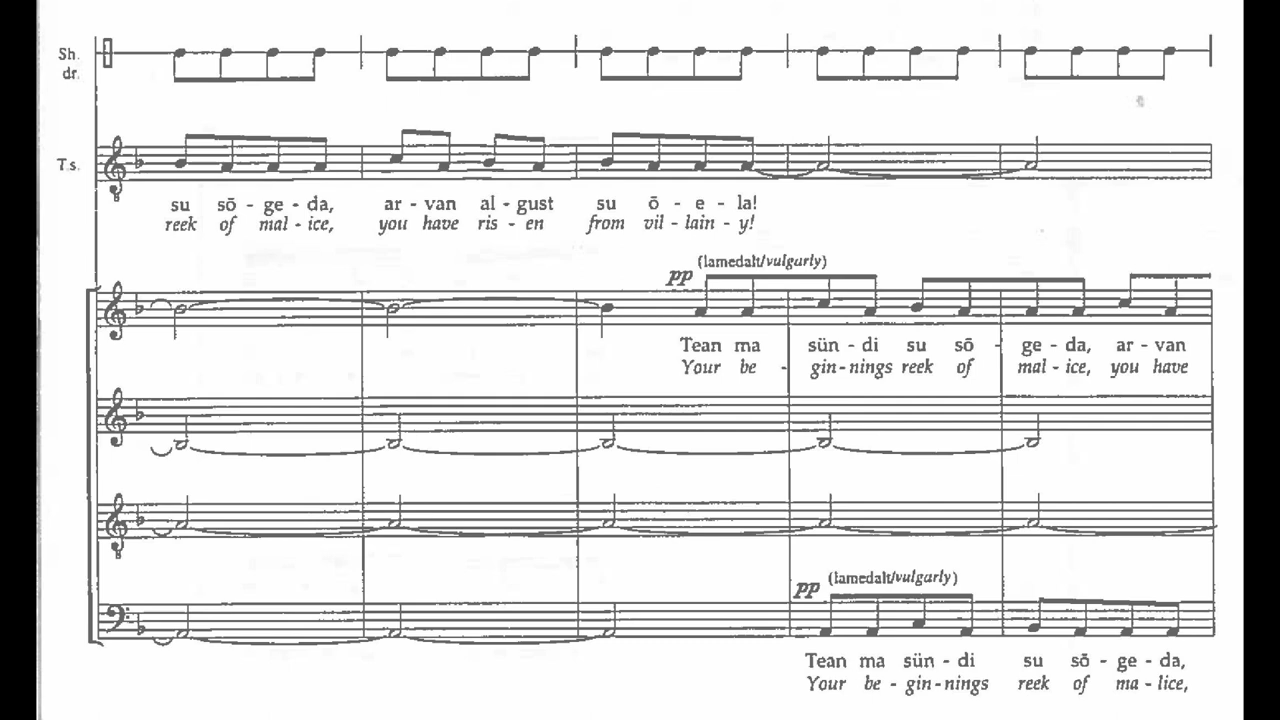 Sh.
dr.
T.s.
su sō - ge - da, ar - van al - gust su ō - e - la!
reek of mal - ice, you have ris - en from vil - lain - y!
pp (lamedalt/vulgarly)
Tean ma sün - di su sō - ge - da, ar - van
Your be - gin - nings reek of mal - ice, you have
pp (lamedalt/vulgarly)
Tean ma sün - di su sō - ge - da,
Your be - gin - nings reek of ma - lice,